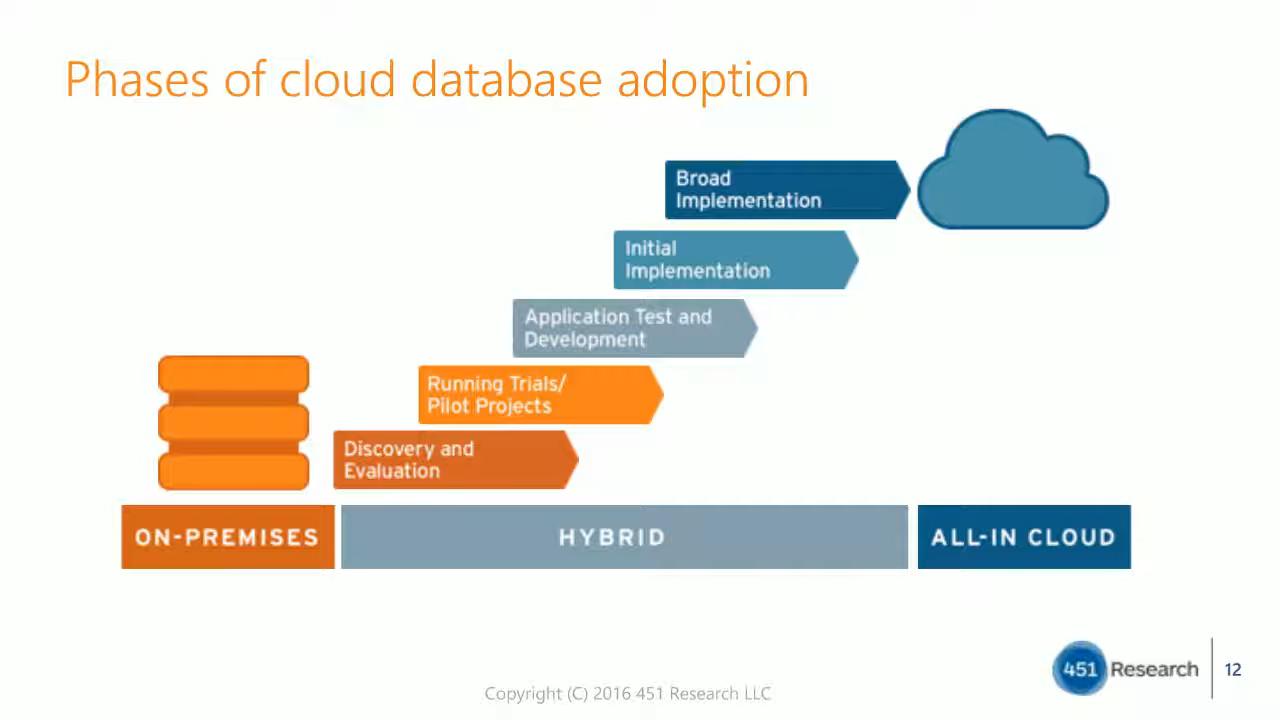 Phases of cloud database adoption
Broad
Implementation
Initial
Implementation
Application Test and
Development
Running Trials/
Pilot Projects
Discovery and
Evaluation
ON-PREMISES
HYBRID
ALL-IN CLOUD
451 Research
12
Copyright (C) 2016 451 Research LLC